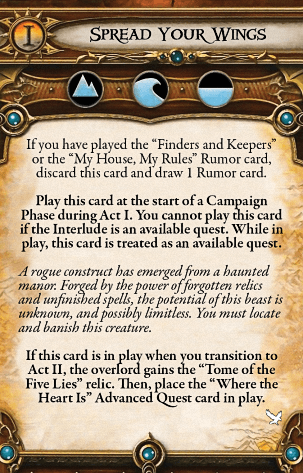 I
Spread Your Wings
If you have played the “Finders and Keepers”
or the “My House, My Rules” Rumor card,
discard this card and draw 1 Rumor card.
Play this card at the start of a Campaign
Phase during Act I. You cannot play this card
if the Interlude is an available quest. While in
play, this card is treated as an available quest.
A rogue construct has emerged from a haunted
manor. Forged by the power of forgotten relics
and unfinished spells, the potential of this beast is
unknown, and possibly limitless. You must locate
and banish this creature.
If this card is in play when you transition to
Act II, the overlord gains the “Tome of the
Five Lies” relic. Then, place the “Where the
Heart Is” Advanced Quest card in play.